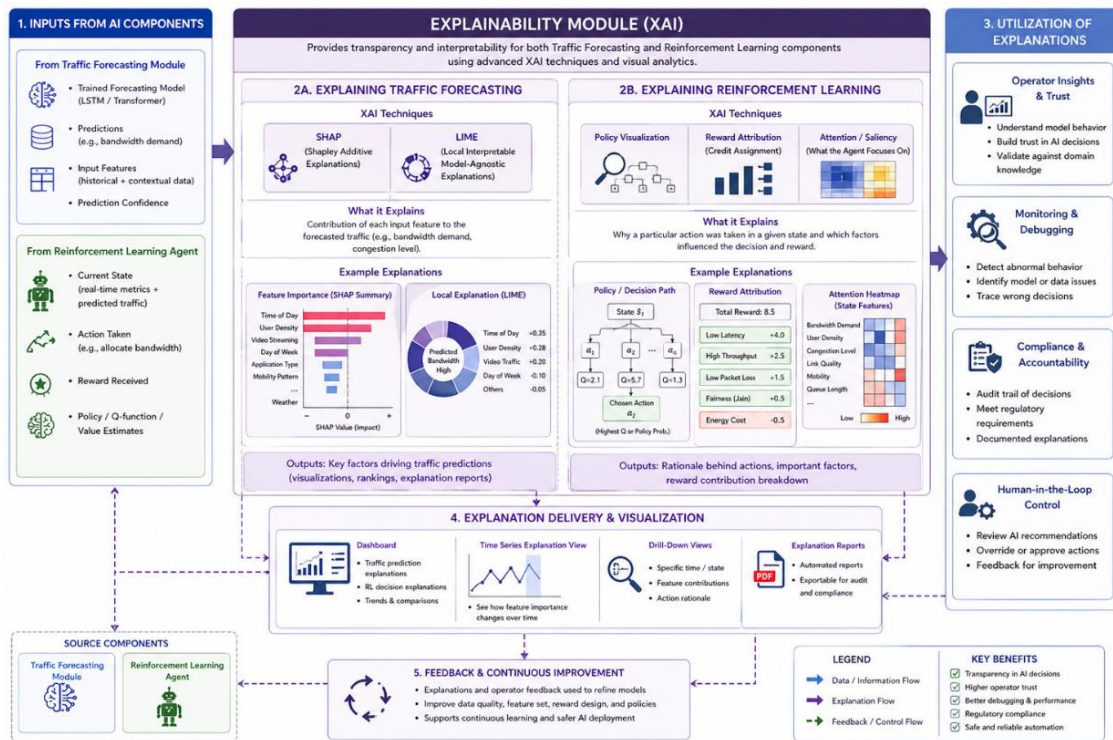 1. INPUTS FROM AI COMPONENTS
From Traffic Forecasting Module
• Trained Forecasting Model
(LSTM / Transformer)
• Predictions
(e.g., bandwidth demand)
• Input Features
(historical + contextual data)
• Prediction Confidence
From Reinforcement Learning Agent
• Current State
(real-time metrics +
predicted traffic)
• Action Taken
(e.g., allocate bandwidth)
• Reward Received
• Policy / Q-function /
Value Estimates
EXPLAINABILITY MODULE (XAI)
Provides transparency and interpretability for both Traffic Forecasting and Reinforcement Learning components
using advanced XAI techniques and visual analytics.
2A. EXPLAINING TRAFFIC FORECASTING
XAI Techniques
SHAP
(Shapley Additive
Explanations)
LIME
(Local Interpretable
Model-Agnostic
Explanations)
What it Explains
Contribution of each input feature to the
forecasted traffic (e.g., bandwidth demand,
congestion level).
Example Explanations
Feature Importance (SHAP Summary)
Time of Day
User Density
Video Streaming
Day of Week
Application Type
Mobility Pattern
...
Weather
− 0 +
SHAP Value (Impact)
Local Explanation (LIME)
Predicted
Bandwidth
High
Time of Day +0.35
User Density +0.28
Video Traffic +0.20
Day of Week -0.10
Others -0.05
Outputs: Key factors driving traffic predictions
(visualizations, rankings, explanation reports)
2B. EXPLAINING REINFORCEMENT LEARNING
XAI Techniques
Policy Visualization
Reward Attribution
(Credit Assignment)
Attention / Saliency
(What the Agent Focuses On)
What it Explains
Why a particular action was taken in a given state and which factors
influenced the decision and reward.
Example Explanations
Policy / Decision Path
State S_t
a_1 a_2 ... a_n
Q=2.1 Q=5.7 Q=1.3
Chosen Action
a_2
(Highest Q or Policy Prob.)
Reward Attribution
Total Reward: 8.5
Low Latency +4.0
High Throughput +2.5
Low Packet Loss +1.5
Fairness (Jain) +0.5
Energy Cost -0.5
Attention Heatmap
(State Features)
Bandwidth Demand
User Density
Congestion Level
Link Quality
Mobility
Queue Length
...
Low High
Outputs: Rationale behind actions, important factors,
reward contribution breakdown
3. UTILIZATION OF
EXPLANATIONS
Operator Insights
& Trust
• Understand model behavior
• Build trust in AI decisions
• Validate against domain
knowledge
Monitoring &
Debugging
• Detect abnormal behavior
• Identify model or data issues
• Trace wrong decisions
Compliance &
Accountability
• Audit trail of decisions
• Meet regulatory
requirements
• Documented explanations
Human-in-the-Loop
Control
• Review AI recommendations
• Override or approve actions
• Feedback for improvement
4. EXPLANATION DELIVERY & VISUALIZATION
Dashboard
• Traffic prediction
explanations
• RL decision explanations
• Trends & comparisons
Time Series Explanation View
• See how feature importance
changes over time
Drill-Down Views
• Specific time / state
• Feature contributions
• Action rationale
Explanation Reports
PDF
• Automated reports
• Exportable for audit
and compliance
SOURCE COMPONENTS
Traffic Forecasting
Module
Reinforcement Learning
Agent
5. FEEDBACK & CONTINUOUS IMPROVEMENT
• Explanations and operator feedback used to refine models
• Improve data quality, feature set, reward design, and policies
• Supports continuous learning and safer AI deployment
LEGEND
Data / Information Flow
Explanation Flow
Feedback / Control Flow
KEY BENEFITS
Transparency in AI decisions
Higher operator trust
Better debugging & performance
Regulatory compliance
Safe and reliable automation